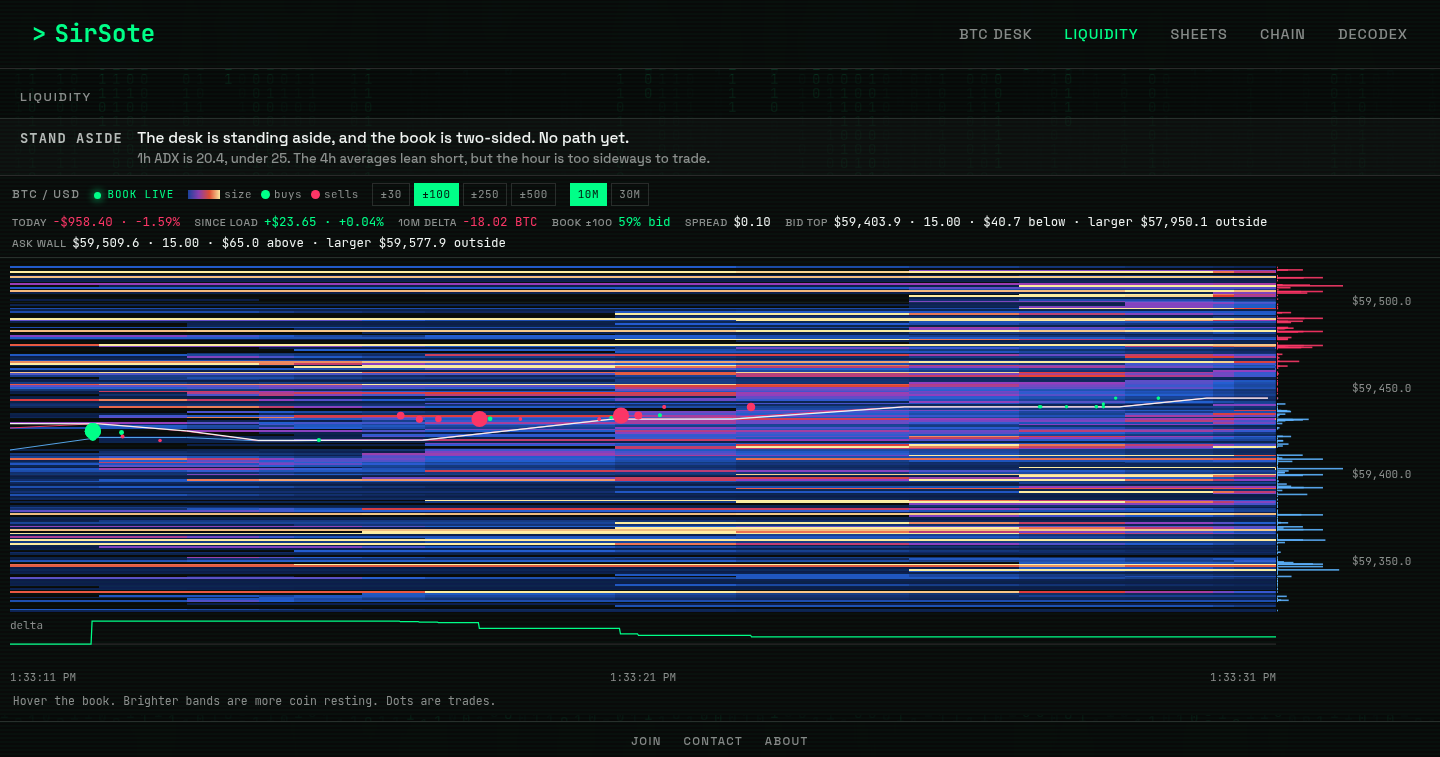 > SirSote
BTC DESK LIQUIDITY SHEETS CHAIN DECODEX
LIQUIDITY
STAND ASIDE The desk is standing aside, and the book is two-sided. No path yet.
1h ADX is 20.4, under 25. The 4h averages lean short, but the hour is too sideways to trade.
BTC / USD BOOK LIVE size buys sells ±30 ±100 ±250 ±500 10M 30M
TODAY -$958.40 · -1.59% SINCE LOAD +$23.65 · +0.04% 10M DELTA -18.02 BTC BOOK ±100 59% bid SPREAD $0.10 BID TOP $59,403.9 · 15.00 · $40.7 below · larger $57,950.1 outside
ASK WALL $59,509.6 · 15.00 · $65.0 above · larger $59,577.9 outside
$59,500.0
$59,450.0
$59,400.0
$59,350.0
delta
1:33:11 PM 1:33:21 PM 1:33:31 PM
Hover the book. Brighter bands are more coin resting. Dots are trades.
JOIN CONTACT ABOUT